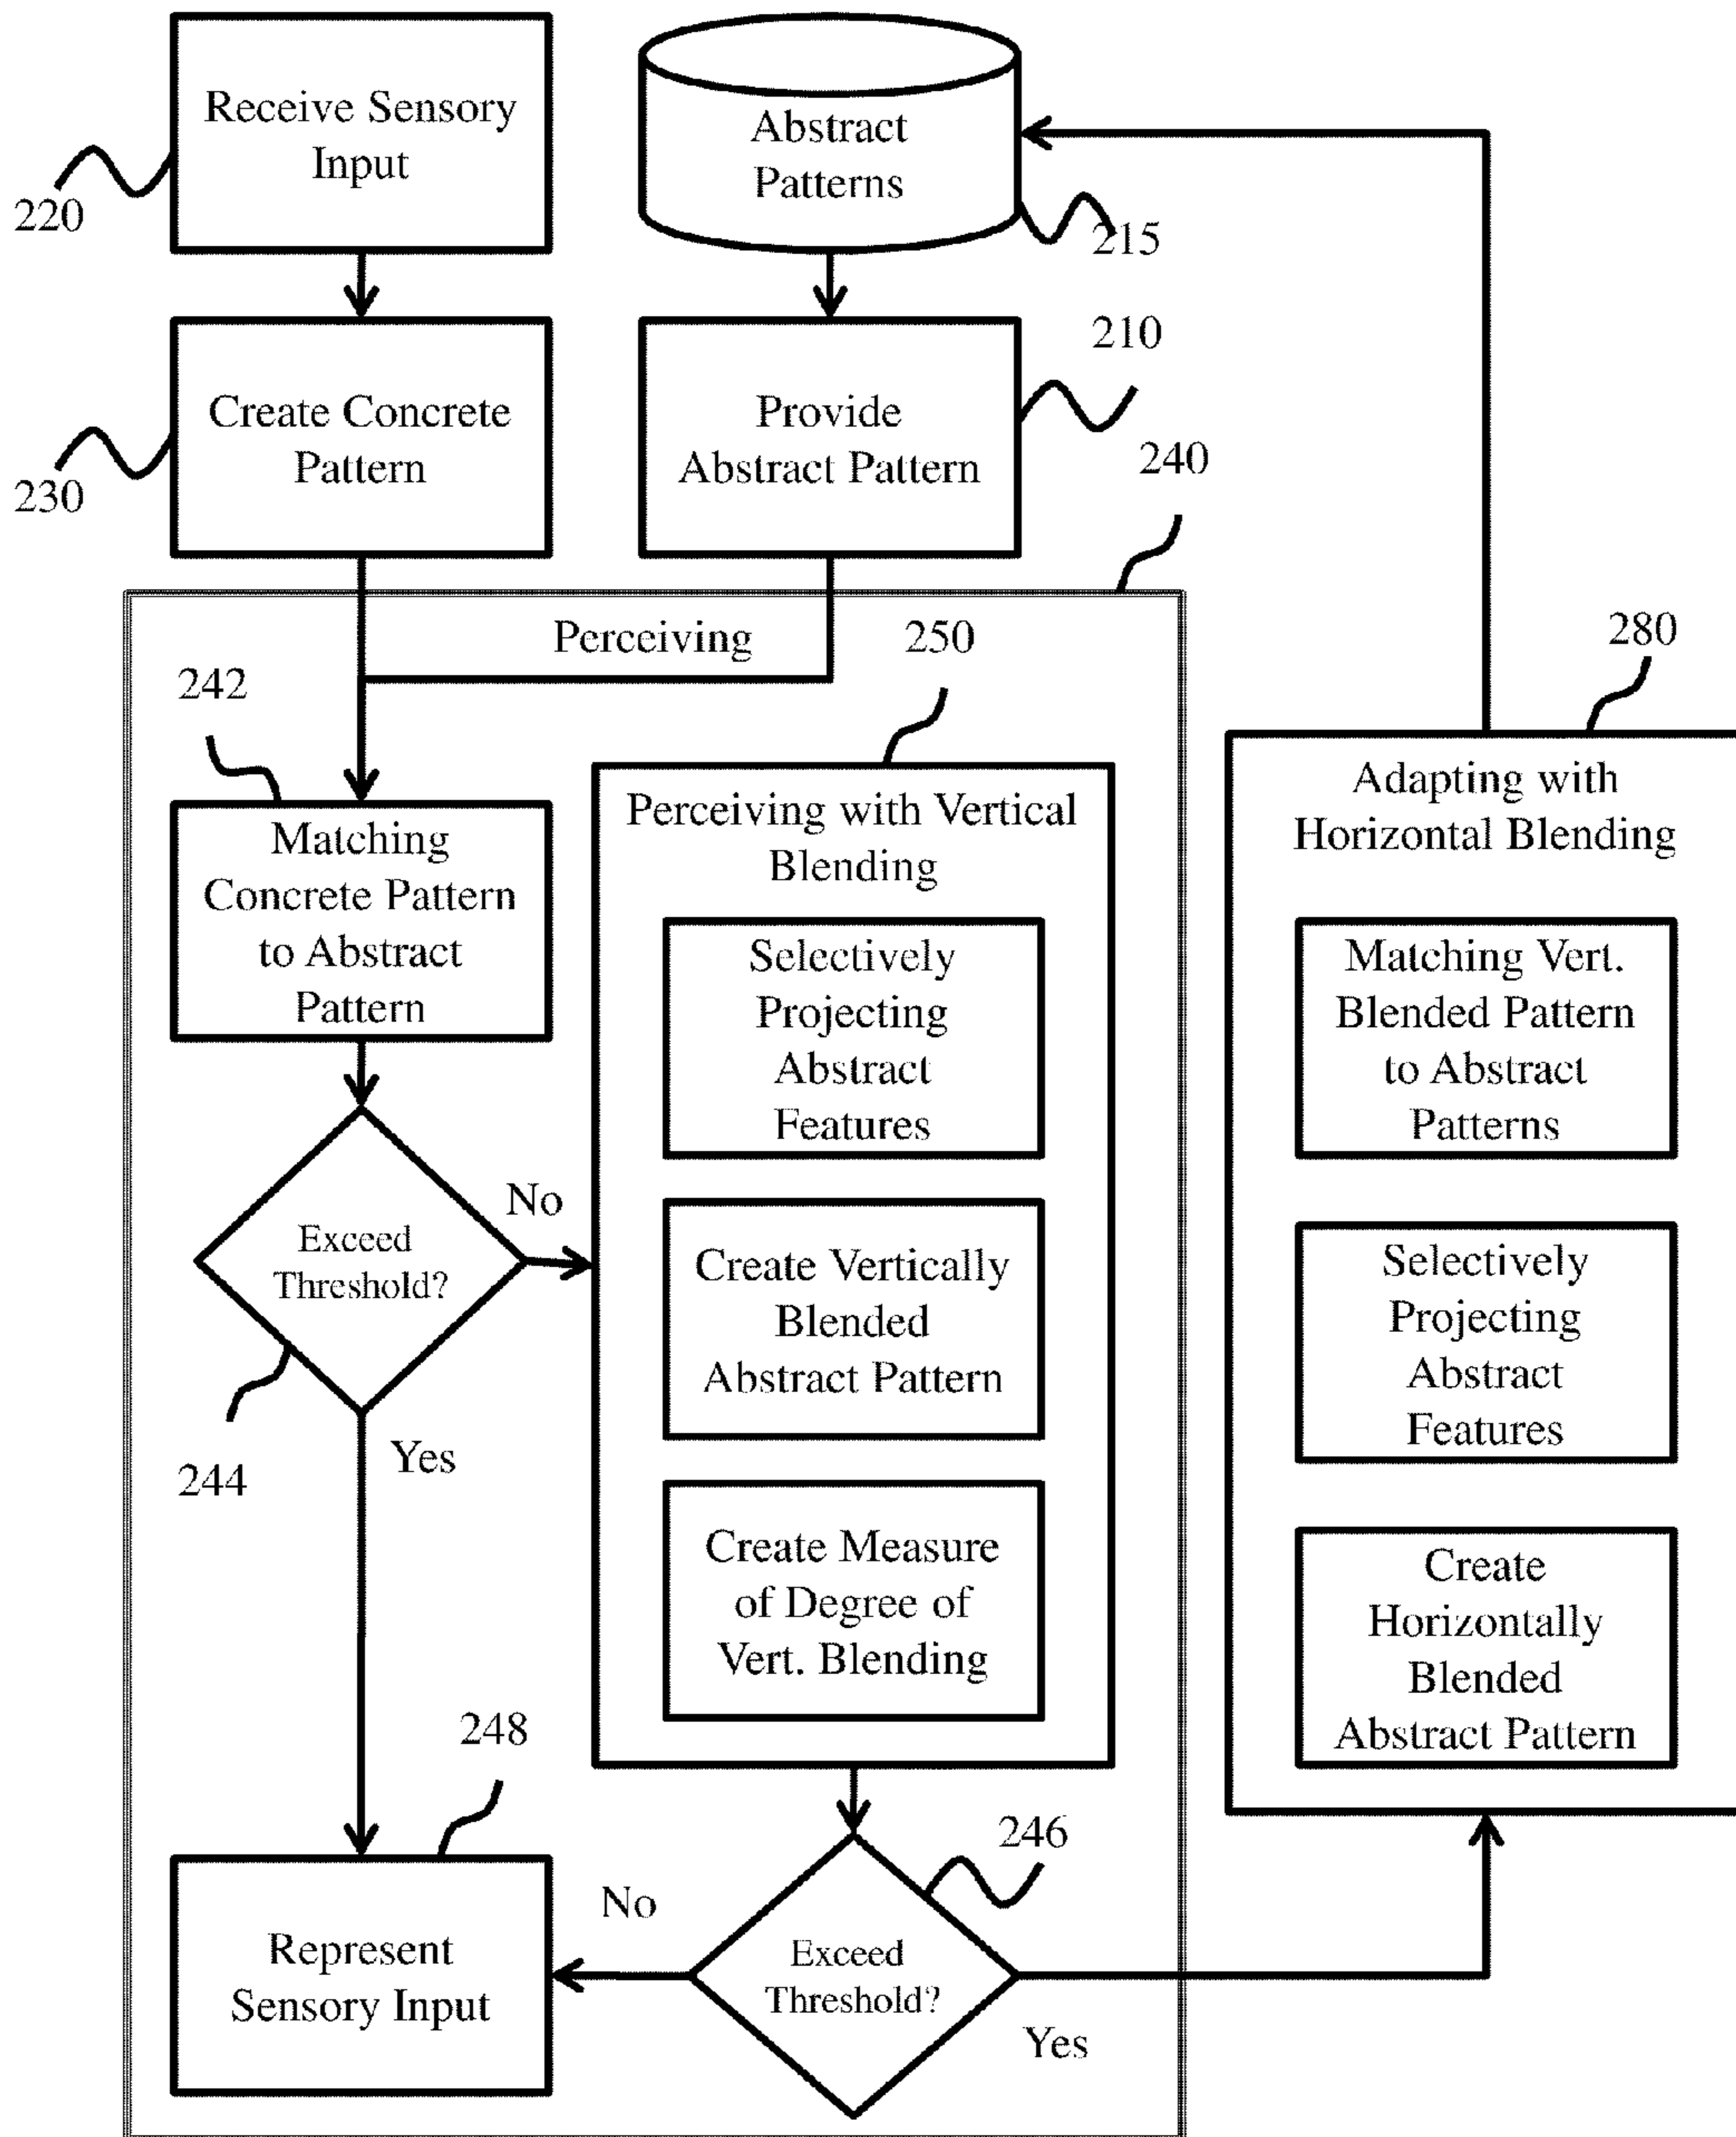 Receive Sensory
Input
220
Abstract
Patterns
215
Create Concrete
Pattern
230
Provide
Abstract Pattern
210
240
Perceiving
250
280
242
Matching
Concrete Pattern
to Abstract
Pattern
Perceiving with Vertical
Blending
Selectively
Projecting
Abstract
Features
Create Vertically
Blended
Abstract Pattern
Create Measure
of Degree of
Vert. Blending
Adapting with
Horizontal Blending
Matching Vert.
Blended Pattern
to Abstract
Patterns
Selectively
Projecting
Abstract
Features
Create
Horizontally
Blended
Abstract Pattern
No
Exceed
Threshold?
244
Yes
248
246
Represent
Sensory Input
No
Exceed
Threshold?
Yes